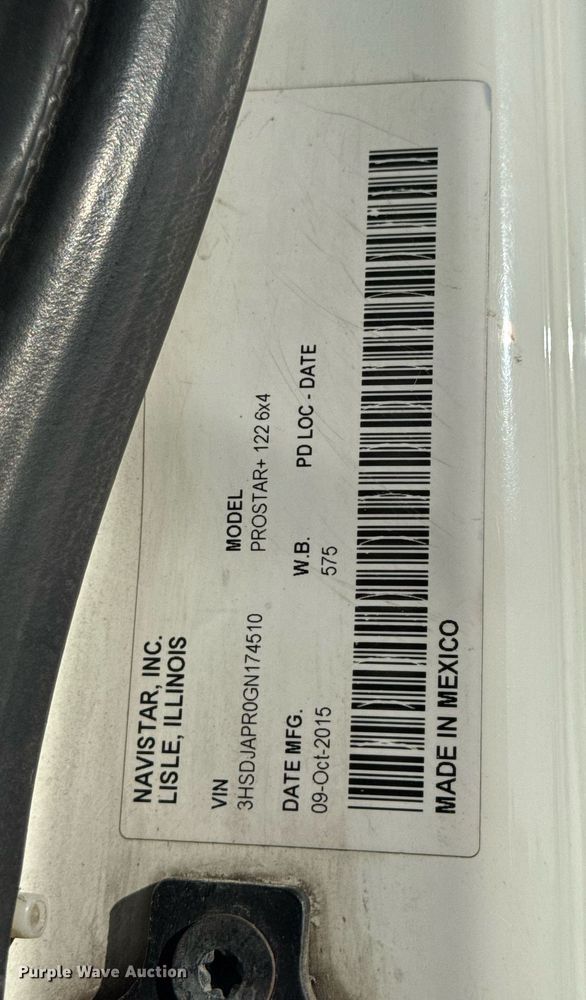 NAVISTAR, INC.
LISLE, ILLINOIS
VIN
3HSDJAPR0GN174510
MODEL
PROSTAR+ 122 6x4
DATE MFG.
09-Oct-2015
W.B.
575
PD LOC - DATE
MADE IN MEXICO
Purple Wave Auction